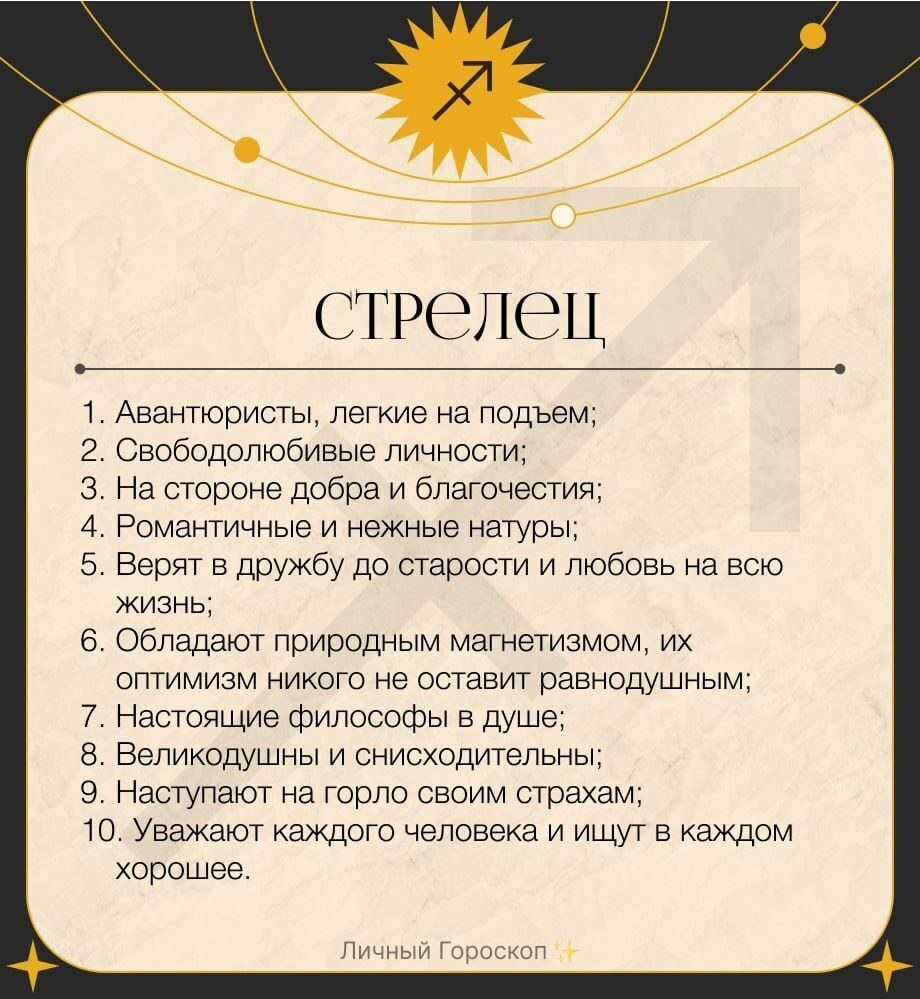 СТРЕЛЕЦ
1. Авантюристы, легкие на подъем;
2. Свободолюбивые личности;
3. На стороне добра и благочестия;
4. Романтичные и нежные натуры;
5. Верят в дружбу до старости и любовь на всю
жизнь;
6. Обладают природным магнетизмом, их
оптимизм никого не оставит равнодушным;
7. Настоящие философы в душе;
8. Великодушны и снисходительны;
9. Наступают на горло своим страхам;
10. Уважают каждого человека и ищут в каждом
хорошее.
Личный Гороскоп ✨